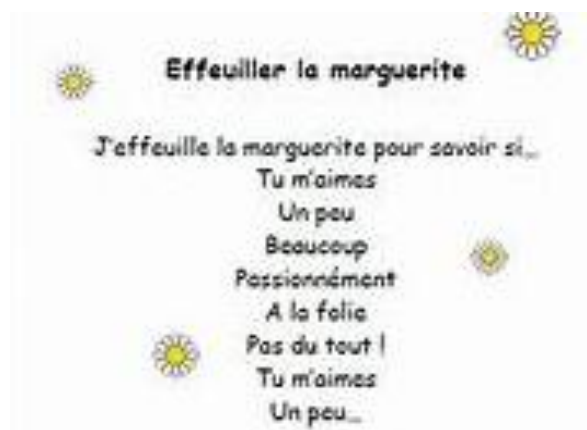 Effeuiller la marguerite
J'effeuille la marguerite pour savoir si...
Tu m'aimes
Un peu
Beaucoup
Passionnément
A la folie
Pas du tout !
Tu m'aimes
Un peu...